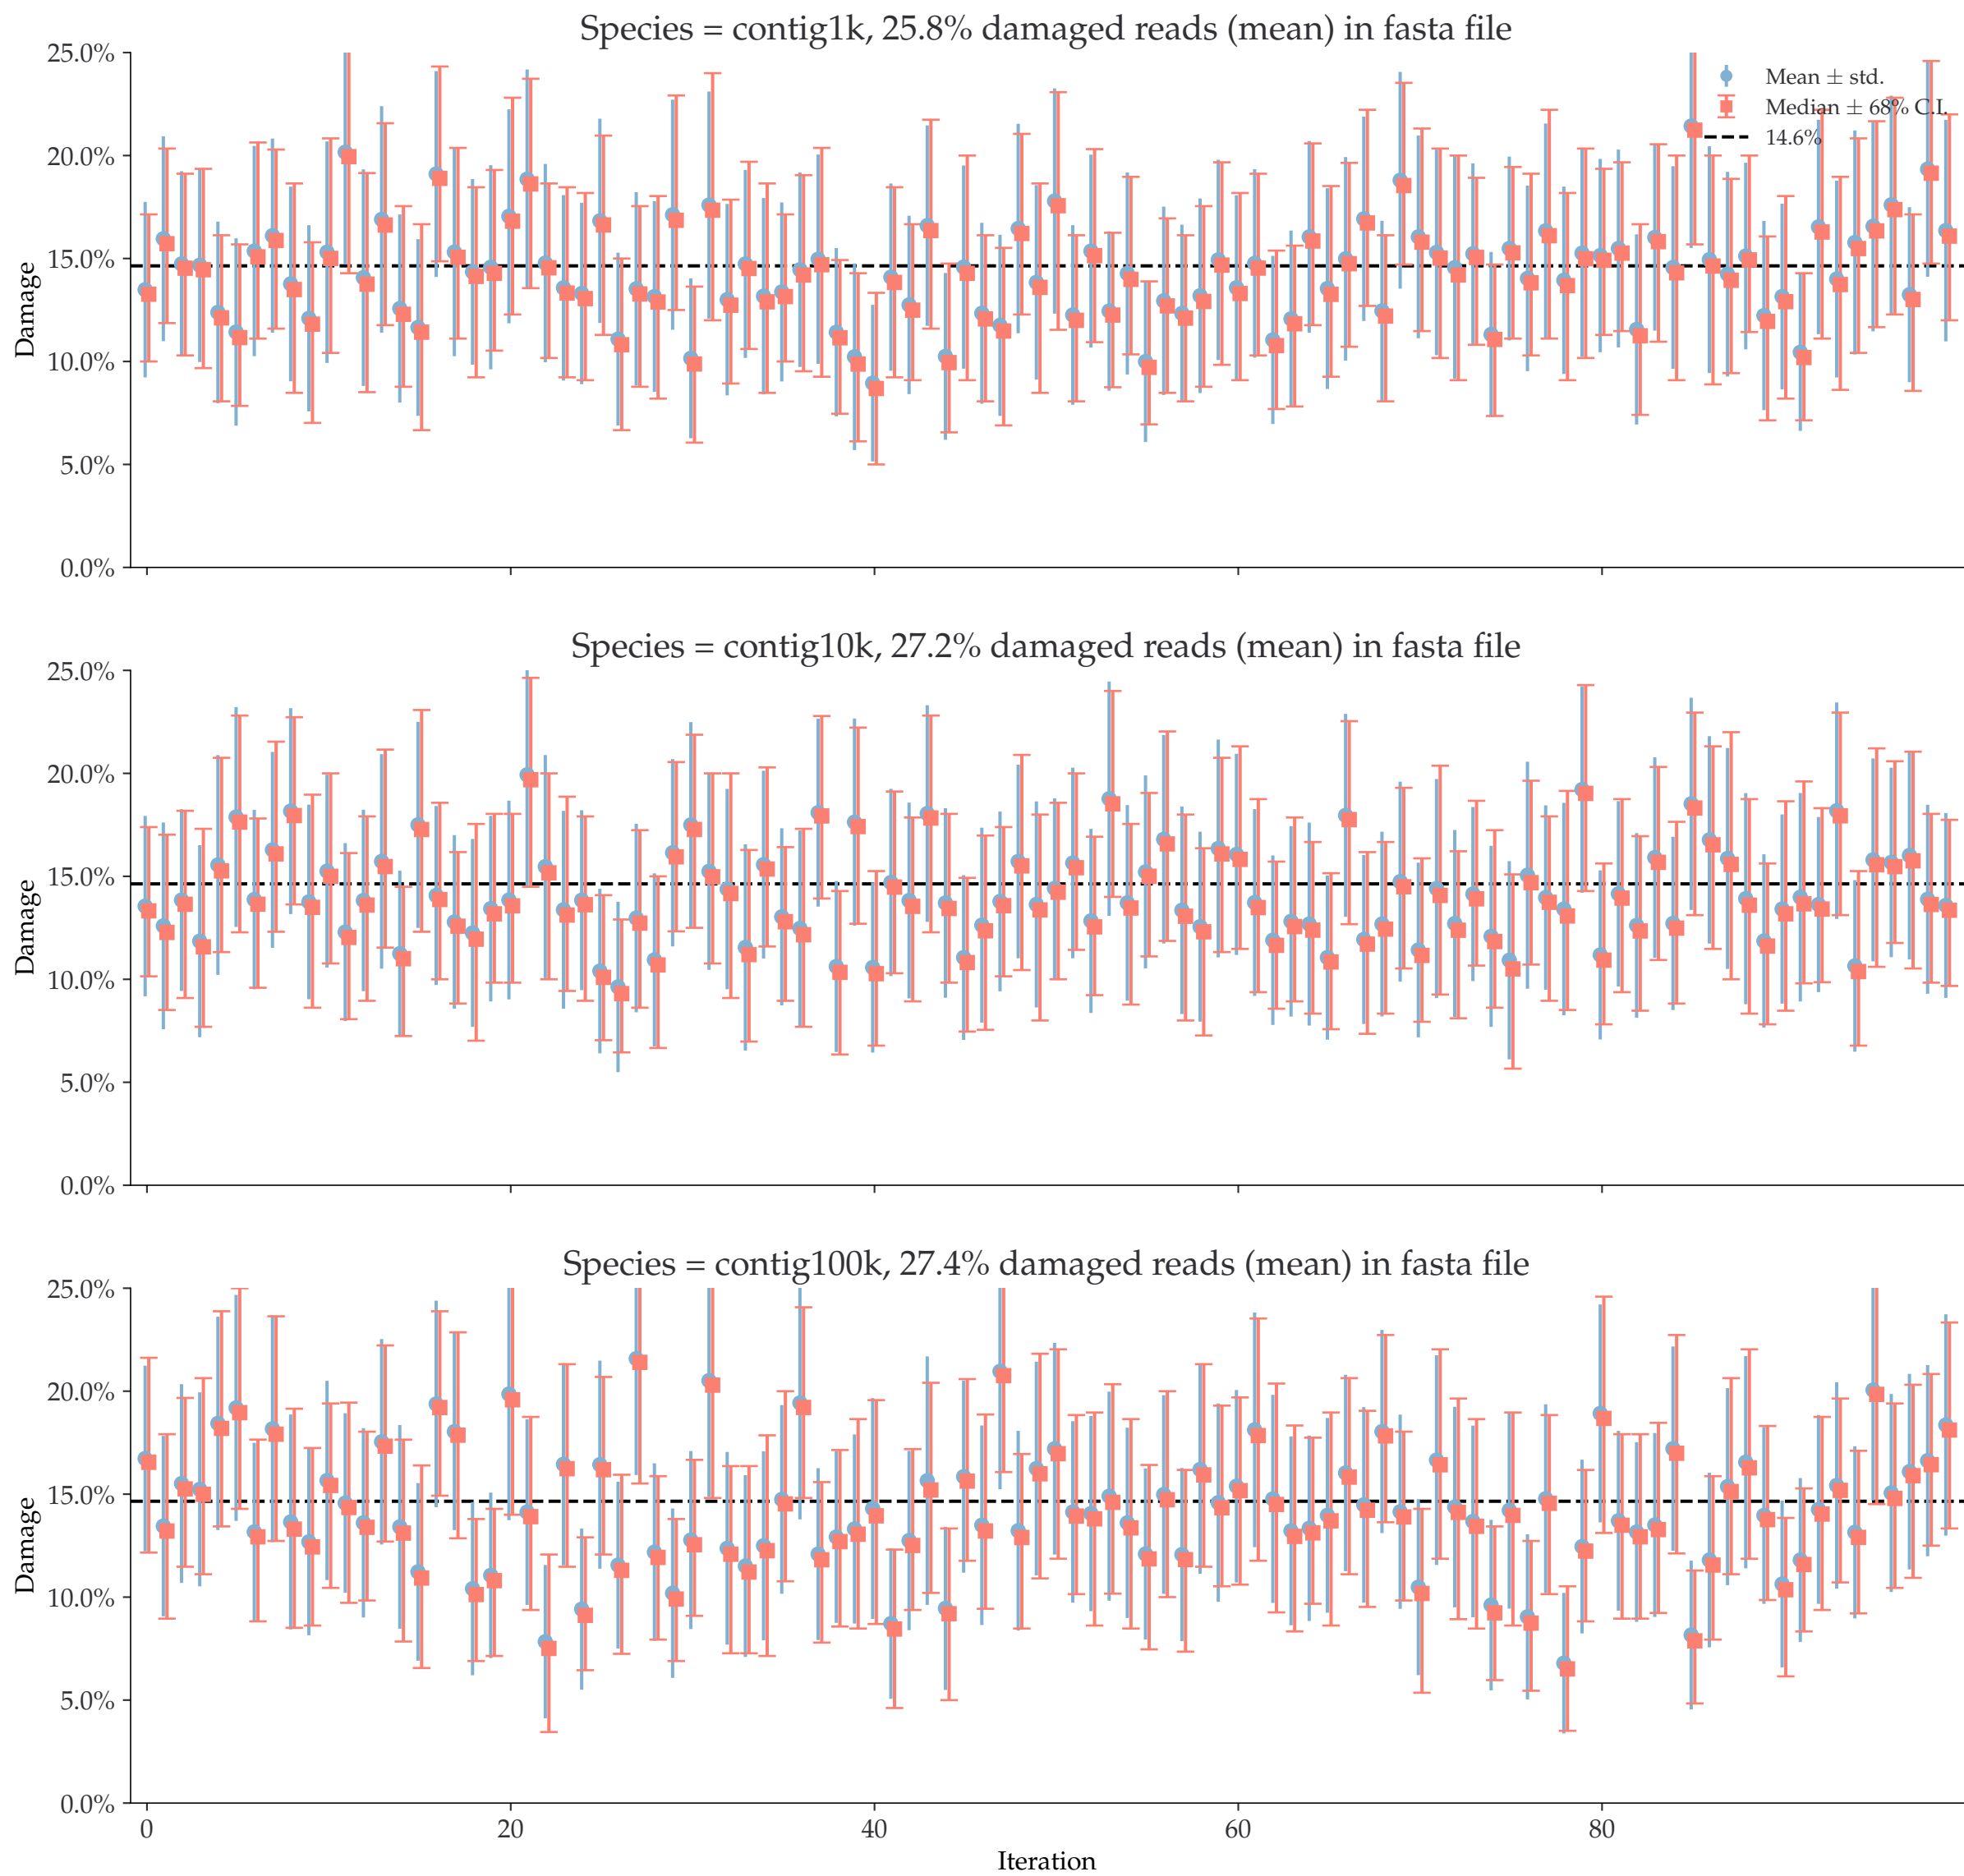 Species = contig1k, 25.8% damaged reads (mean) in fasta file
25.0%
20.0%
15.0%
10.0%
5.0%
0.0%
Damage
Mean ± std.
Median ± 68% C.I.
14.6%
Species = contig10k, 27.2% damaged reads (mean) in fasta file
25.0%
20.0%
15.0%
10.0%
5.0%
0.0%
Damage
Species = contig100k, 27.4% damaged reads (mean) in fasta file
25.0%
20.0%
15.0%
10.0%
5.0%
0.0%
Damage
0 20 40 60 80
Iteration